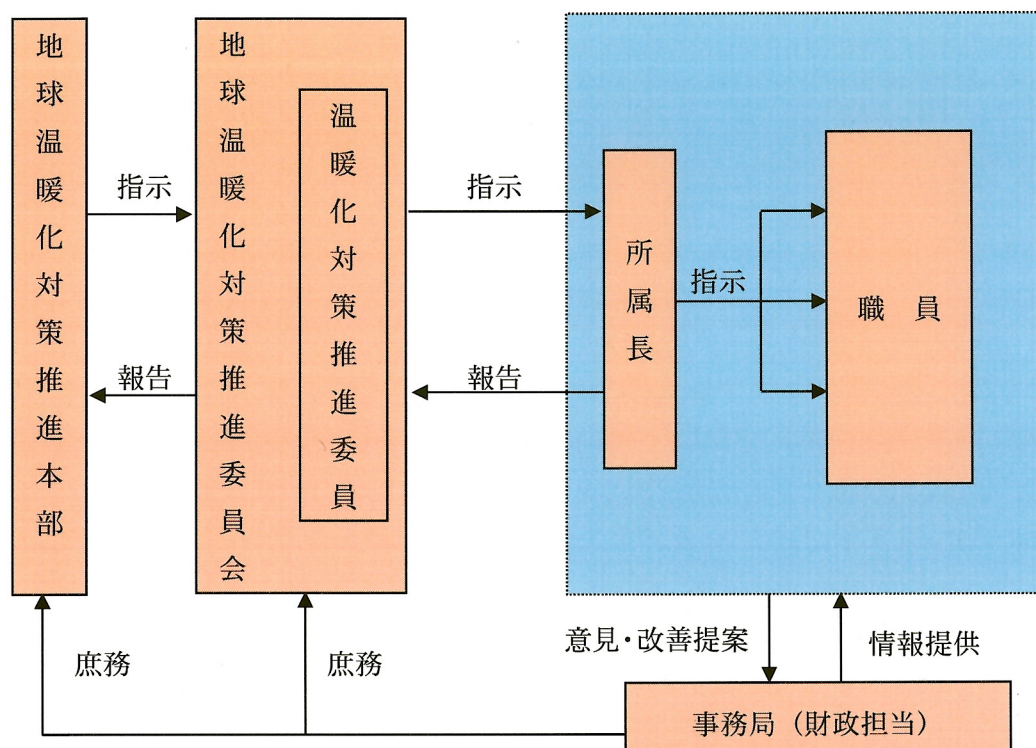 地球温暖化対策推進本部
指示
報告
地球温暖化対策推進委員会
温暖化対策推進委員
指示
報告
所属長
指示
職　員
意見・改善提案
情報提供
庶務
庶務
事務局（財政担当）